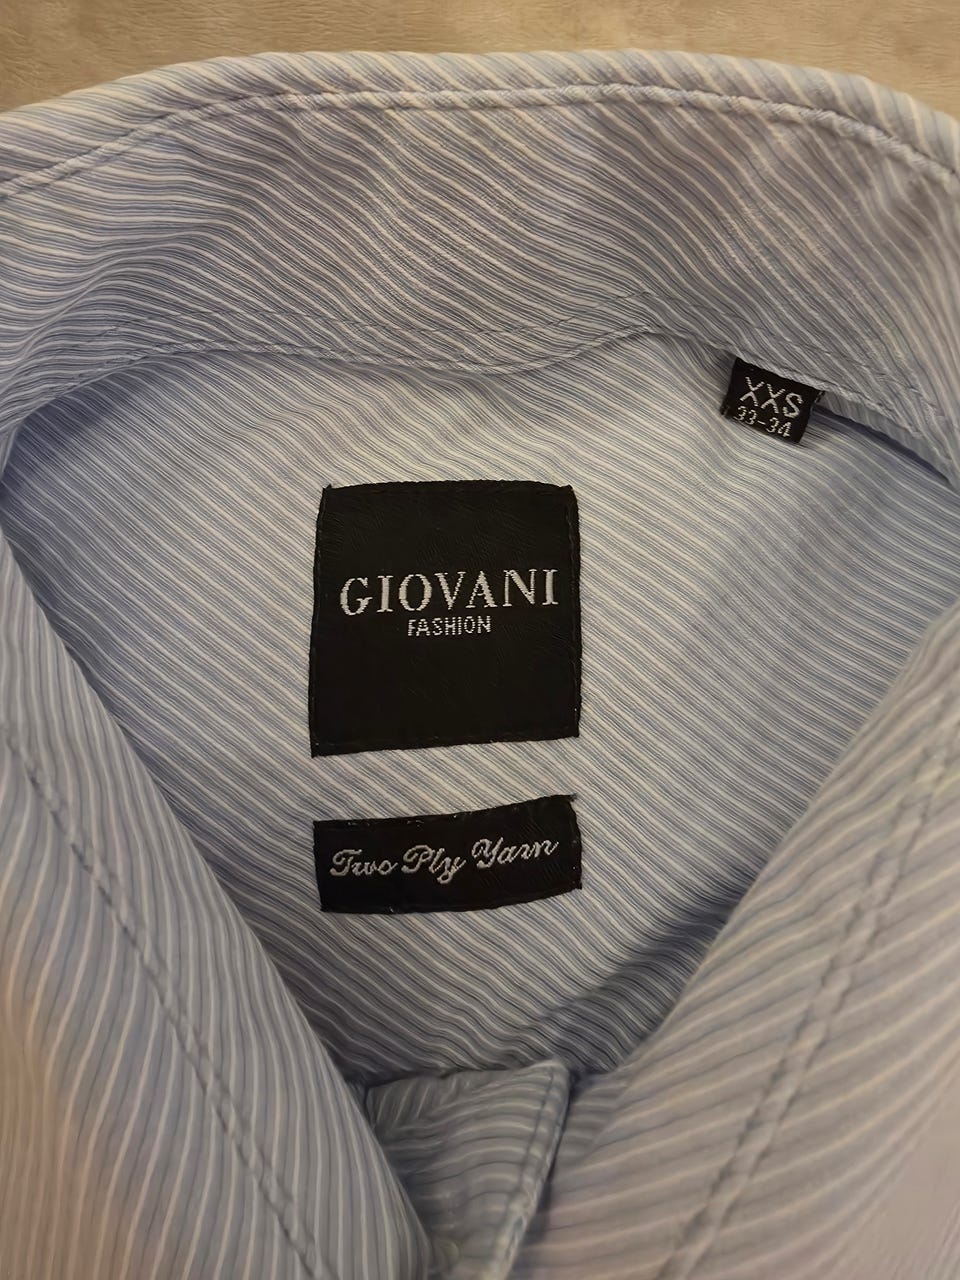 XXS
33-34
GIOVANI
FASHION
Two Ply Yarn